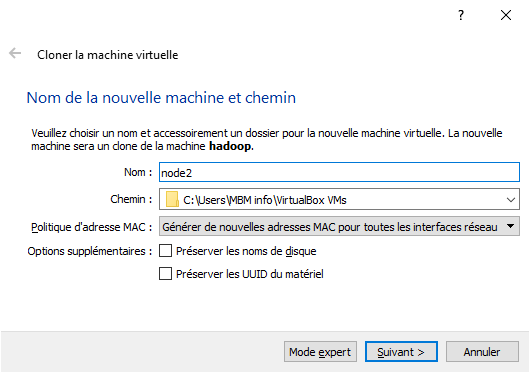 ?
Cloner la machine virtuelle
Nom de la nouvelle machine et chemin
Veuillez choisir un nom et accessoirement un dossier pour la nouvelle machine virtuelle. La nouvelle
machine sera un clone de la machine hadoop.
Nom : node2
Chemin : C:\Users\MBM info\VirtualBox VMs
Politique d'adresse MAC : Générer de nouvelles adresses MAC pour toutes les interfaces réseau
Options supplémentaires : Préserver les noms de disque
Préserver les UUID du matériel
Mode expert Suivant > Annuler